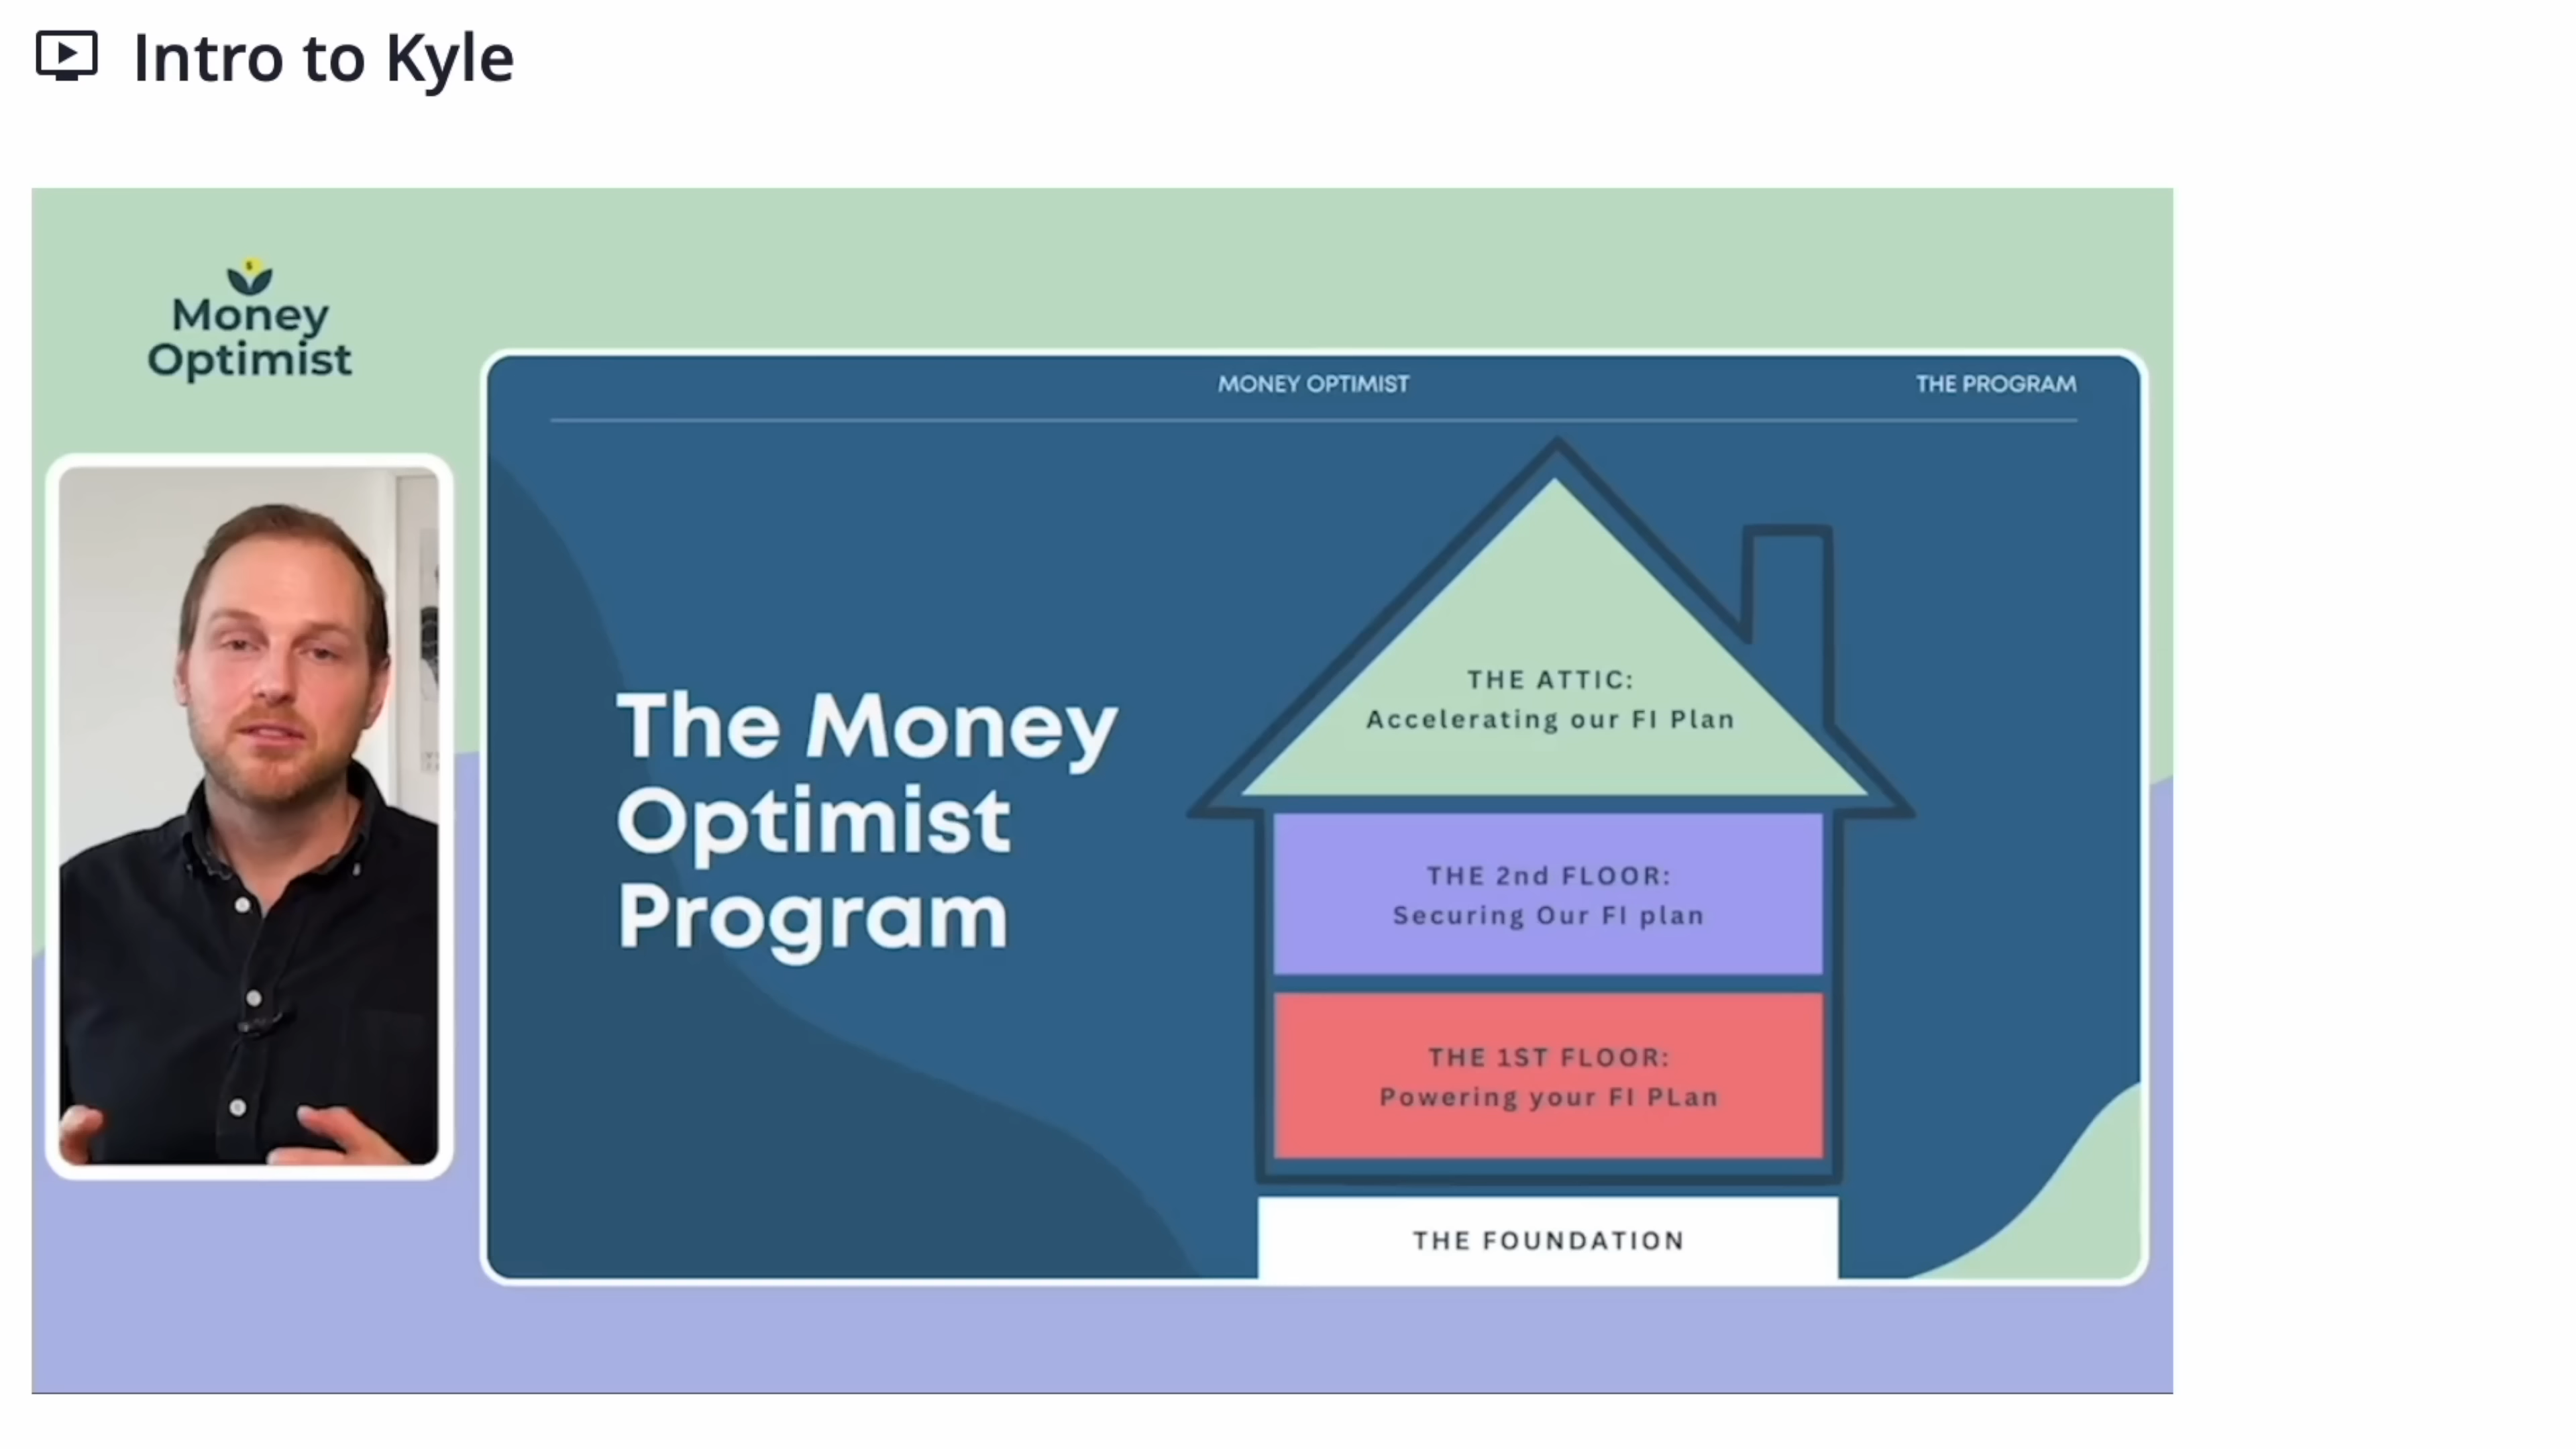 Intro to Kyle
Money
Optimist
MONEY OPTIMIST
THE PROGRAM
The Money
Optimist
Program
THE ATTIC:
Accelerating our FI Plan
THE 2nd FLOOR:
Securing Our FI plan
THE 1ST FLOOR:
Powering your FI PLan
THE FOUNDATION